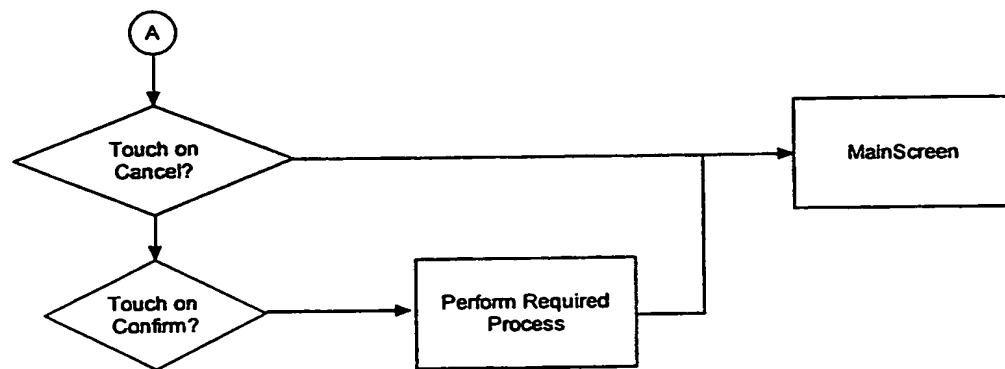 A
Touch on
Cancel?
MainScreen
Touch on
Confirm?
Perform Required
Process